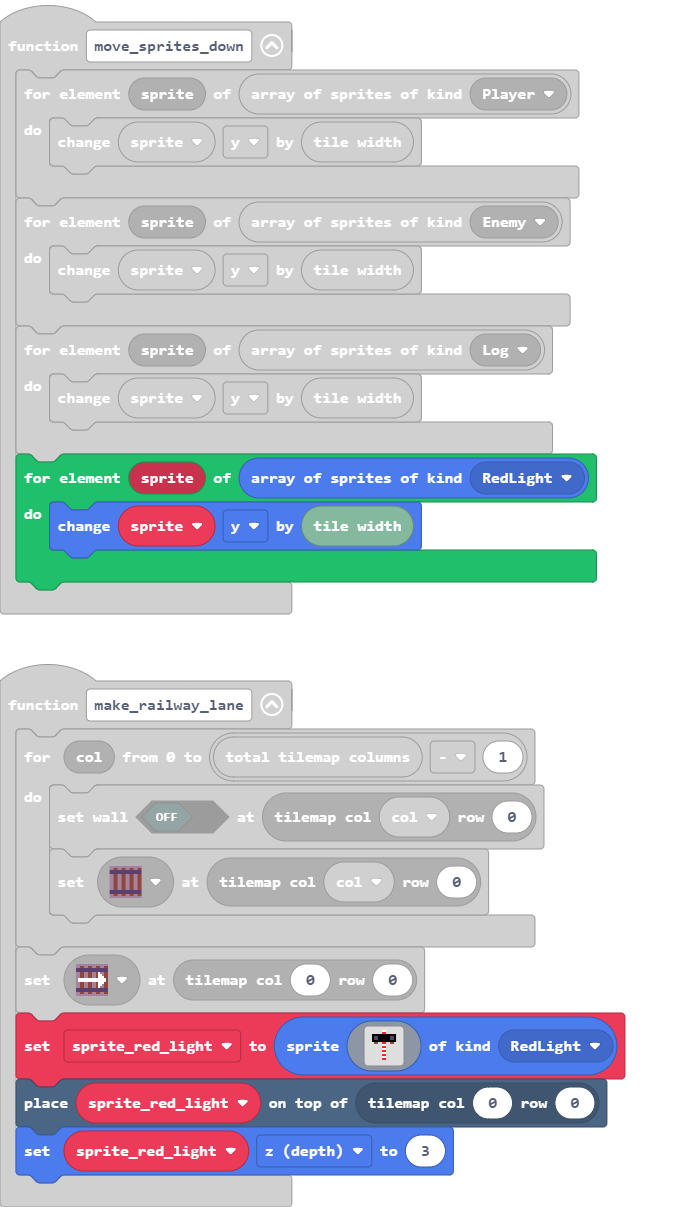 function move_sprites_down
for element sprite of array of sprites of kind Player
do
change sprite y by tile width
for element sprite of array of sprites of kind Enemy
do
change sprite y by tile width
for element sprite of array of sprites of kind Log
do
change sprite y by tile width
for element sprite of array of sprites of kind RedLight
do
change sprite y by tile width
function make_railway_lane
for col from 0 to total tilemap columns - 1
do
set wall OFF at tilemap col col row 0
set at tilemap col col row 0
set at tilemap col 0 row 0
set sprite_red_light to sprite of kind RedLight
place sprite_red_light on top of tilemap col 0 row 0
set sprite_red_light z (depth) to 3